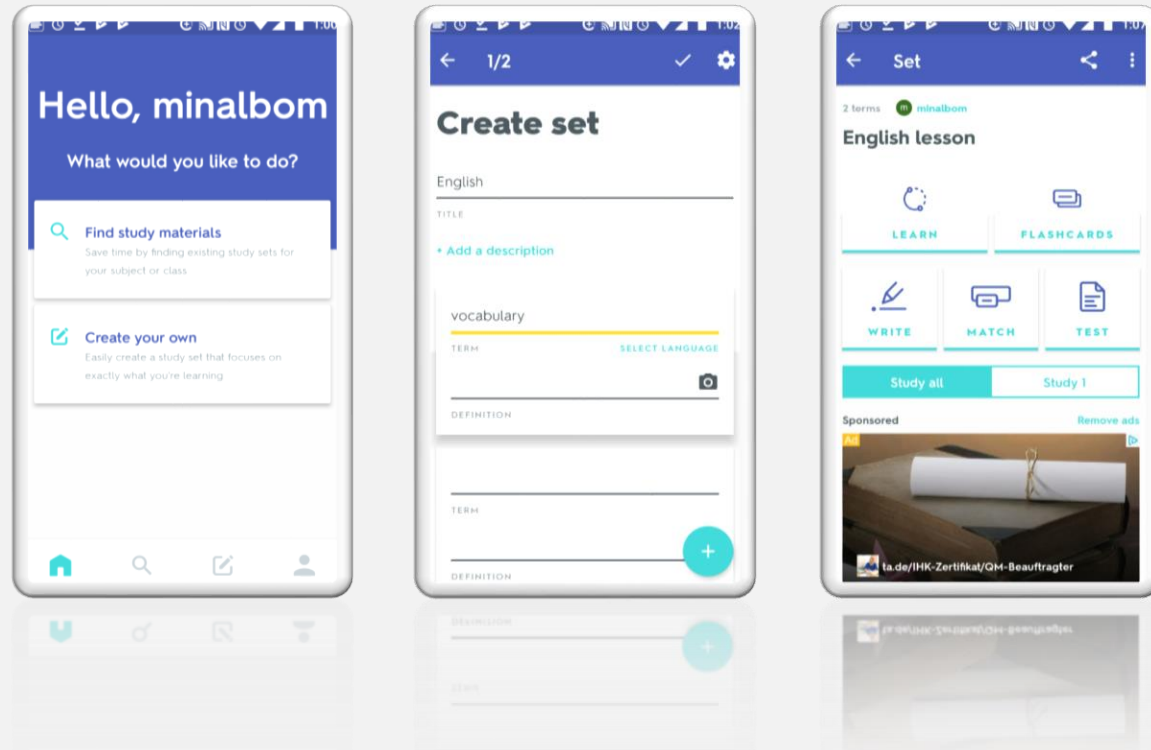 Hello, minalbom
What would you like to do?
Find study materials
Save time by finding existing study sets for
your subject or class
Create your own
Easily create a study set that focuses on
exactly what you're learning
1/2
Create set
English
TITLE
+ Add a description
vocabulary
TERM
SELECT LANGUAGE
DEFINITION
TERM
DEFINITION
+
Set
2 terms m minalbom
English lesson
LEARN
FLASHCARDS
WRITE
MATCH
TEST
Study all
Study 1
Sponsored
Remove ads
Ad
ta.de/IHK-Zertifikat/QM-Beauftragter